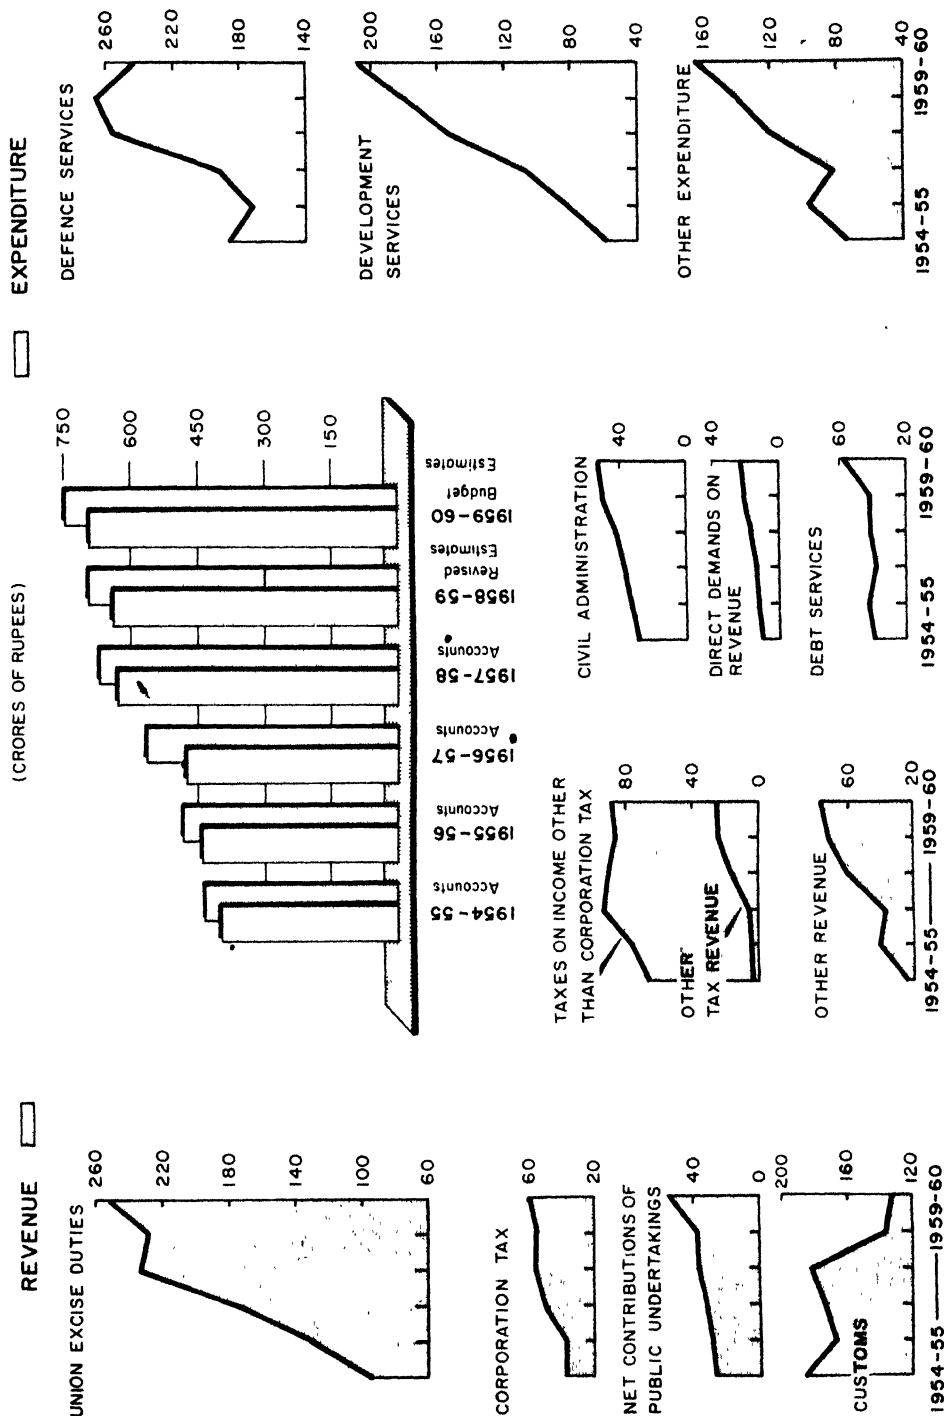 (CRORES OF RUPEES)
REVENUE
EXPENDITURE
UNION EXCISE DUTIES
260
220
180
140
100
60
CORPORATION TAX
60
20
NET CONTRIBUTIONS OF
PUBLIC UNDERTAKINGS
40
0
200
160
120
CUSTOMS
1954-55
1959-60
750
600
450
300
150
1954-55
Accounts
1955-56
Accounts
1956-57
Accounts
1957-58
Accounts
1958-59
Revised
Estimates
1959-60
Budget
Estimates
TAXES ON INCOME OTHER
THAN CORPORATION TAX
80
40
0
OTHER
TAX REVENUE
OTHER REVENUE
60
20
1954-55
1959-60
CIVIL ADMINISTRATION
40
0
DIRECT DEMANDS ON
REVENUE
40
0
DEBT SERVICES
60
20
1954-55
1959-60
DEFENCE SERVICES
260
220
180
140
DEVELOPMENT
SERVICES
200
160
120
80
40
OTHER EXPENDITURE
160
120
80
40
1954-55
1959-60